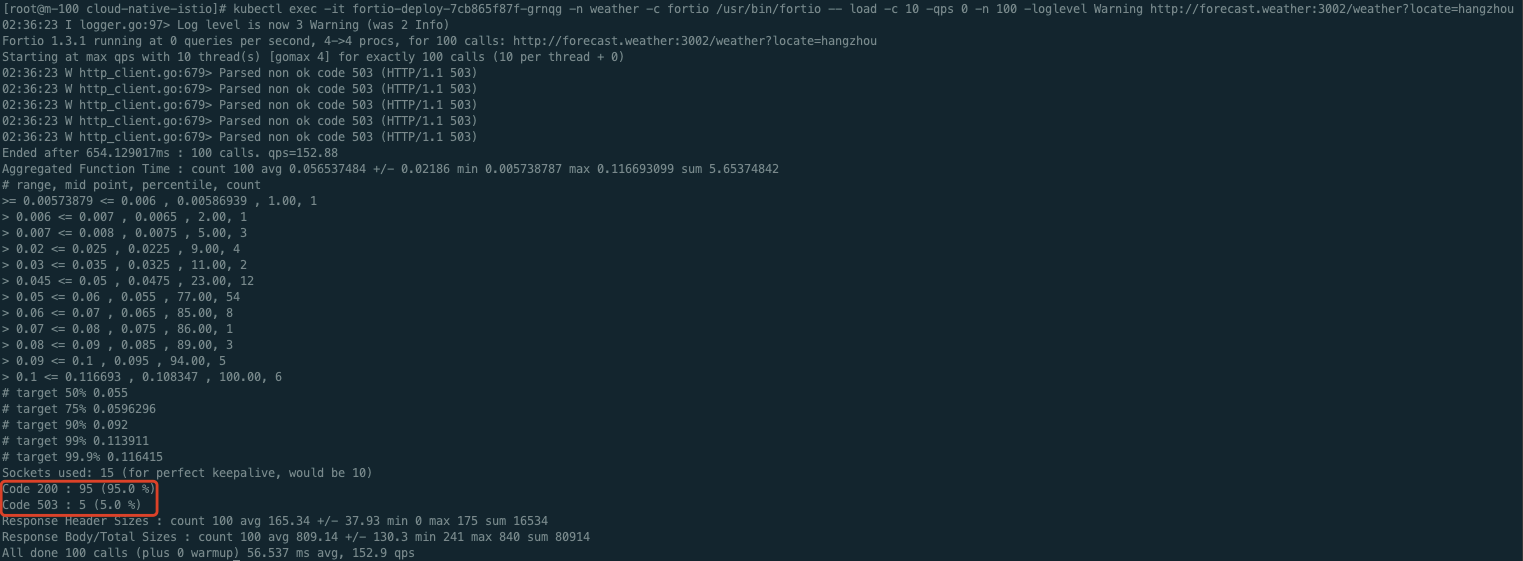 [root@m-100 cloud-native-istio]# kubectl exec -it fortio-deploy-7cb865f87f-grnqg -n weather -c fortio /usr/bin/fortio -- load -c 10 -qps 0 -n 100 -loglevel Warning http://forecast.weather:3002/weather?locate=hangzhou
02:36:23 I logger.go:97> Log level is now 3 Warning (was 2 Info)
Fortio 1.3.1 running at 0 queries per second, 4->4 procs, for 100 calls: http://forecast.weather:3002/weather?locate=hangzhou
Starting at max qps with 10 thread(s) [gomax 4] for exactly 100 calls (10 per thread + 0)
02:36:23 W http_client.go:679> Parsed non ok code 503 (HTTP/1.1 503)
02:36:23 W http_client.go:679> Parsed non ok code 503 (HTTP/1.1 503)
02:36:23 W http_client.go:679> Parsed non ok code 503 (HTTP/1.1 503)
02:36:23 W http_client.go:679> Parsed non ok code 503 (HTTP/1.1 503)
02:36:23 W http_client.go:679> Parsed non ok code 503 (HTTP/1.1 503)
Ended after 654.129017ms : 100 calls. qps=152.88
Aggregated Function Time : count 100 avg 0.056537484 +/- 0.02186 min 0.005738787 max 0.116693099 sum 5.65374842
# range, mid point, percentile, count
>= 0.00573879 <= 0.006 , 0.00586939 , 1.00, 1
> 0.006 <= 0.007 , 0.0065 , 2.00, 1
> 0.007 <= 0.008 , 0.0075 , 5.00, 3
> 0.02 <= 0.025 , 0.0225 , 9.00, 4
> 0.03 <= 0.035 , 0.0325 , 11.00, 2
> 0.045 <= 0.05 , 0.0475 , 23.00, 12
> 0.05 <= 0.06 , 0.055 , 77.00, 54
> 0.06 <= 0.07 , 0.065 , 85.00, 8
> 0.07 <= 0.08 , 0.075 , 86.00, 1
> 0.08 <= 0.09 , 0.085 , 89.00, 3
> 0.09 <= 0.1 , 0.095 , 94.00, 5
> 0.1 <= 0.116693 , 0.108347 , 100.00, 6
# target 50% 0.055
# target 75% 0.0596296
# target 90% 0.092
# target 99% 0.113911
# target 99.9% 0.116415
Sockets used: 15 (for perfect keepalive, would be 10)
Code 200 : 95 (95.0 %)
Code 503 : 5 (5.0 %)
Response Header Sizes : count 100 avg 165.34 +/- 37.93 min 0 max 175 sum 16534
Response Body/Total Sizes : count 100 avg 809.14 +/- 130.3 min 241 max 840 sum 80914
All done 100 calls (plus 0 warmup) 56.537 ms avg, 152.9 qps